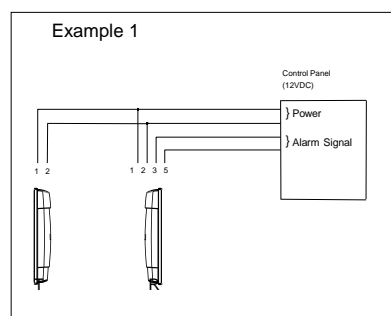 Example 1
Control Panel
(12VDC)
} Power
} Alarm Signal
1 2 1 2 3 5
T R